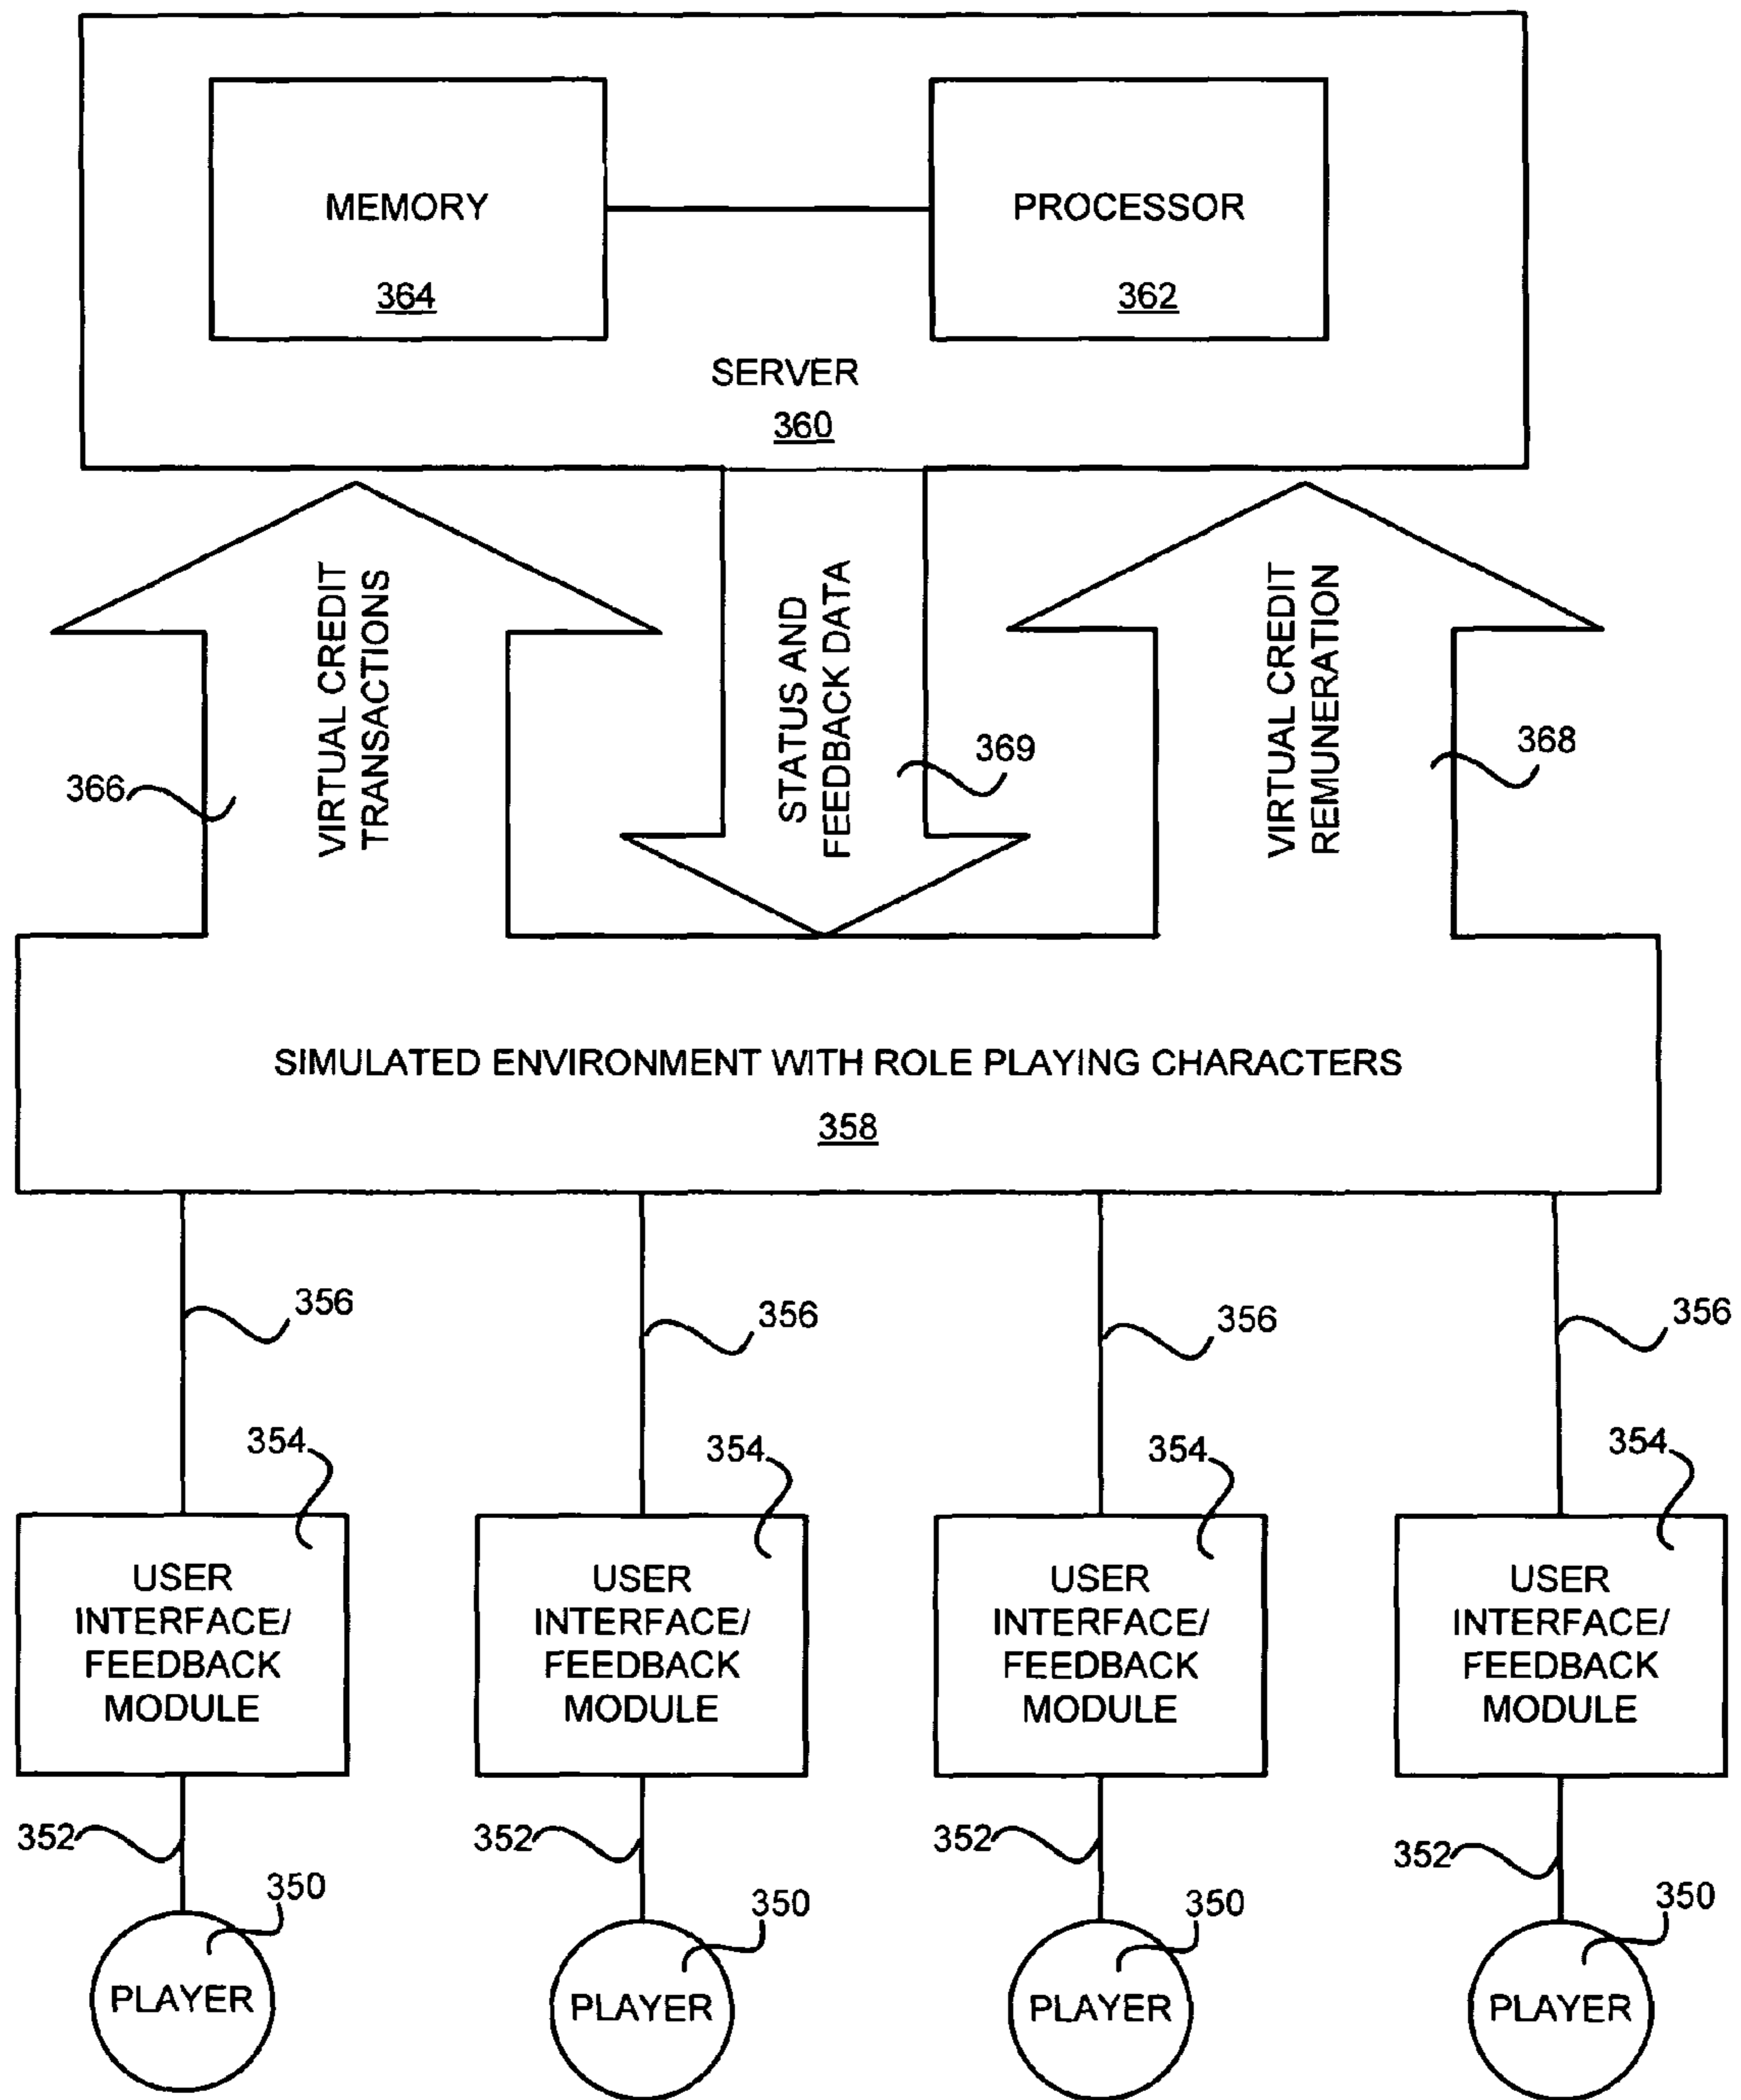 MEMORY
364
PROCESSOR
362
SERVER
360
VIRTUAL CREDIT
TRANSACTIONS
366
STATUS AND
FEEDBACK DATA
369
VIRTUAL CREDIT
REMUNERATION
368
SIMULATED ENVIRONMENT WITH ROLE PLAYING CHARACTERS
358
356
356
356
356
354
354
354
354
USER
INTERFACE/
FEEDBACK
MODULE
USER
INTERFACE/
FEEDBACK
MODULE
USER
INTERFACE/
FEEDBACK
MODULE
USER
INTERFACE/
FEEDBACK
MODULE
352
352
352
352
350
350
350
350
PLAYER
PLAYER
PLAYER
PLAYER